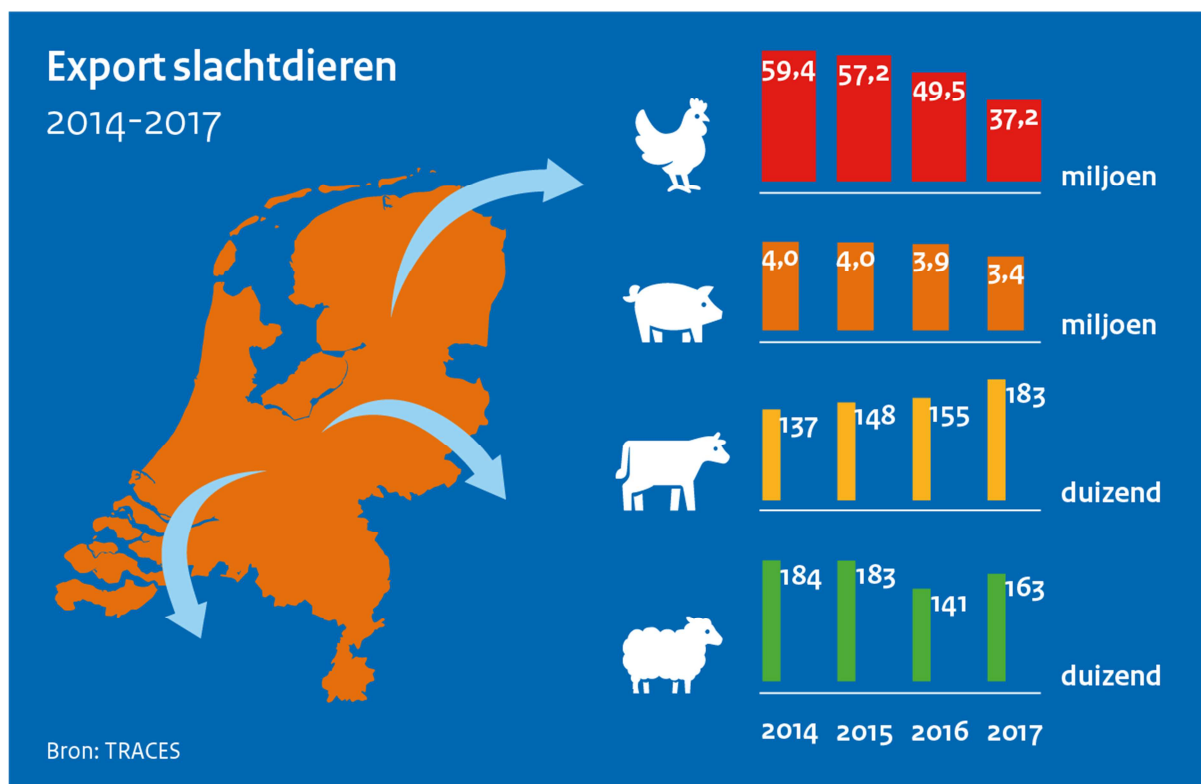 Export slachtdieren
2014-2017
59,4 57,2 49,5 37,2
miljoen
4,0 4,0 3,9 3,4
miljoen
137 148 155 183
duizend
184 183 141 163
duizend
2014 2015 2016 2017
Bron: TRACES